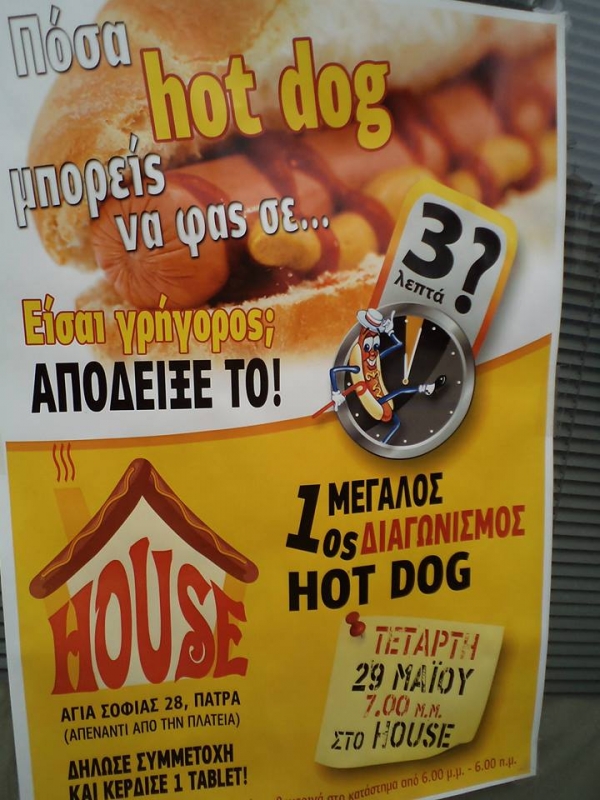 Πόσα
hot dog
μπορείς
να φας σε...
3?
λεπτά
Είσαι γρήγορος;
ΑΠΟΔΕΙΞΕ ΤΟ!
1ος ΜΕΓΑΛΟΣ
ΔΙΑΓΩΝΙΣΜΟΣ
HOT DOG
HOUSE
ΤΕΤΑΡΤΗ
29 ΜΑΪΟΥ
7.00 Μ.Μ.
ΣΤΟ HOUSE
ΑΓΙΑ ΣΟΦΙΑΣ 28, ΠΑΤΡΑ
(ΑΠΕΝΑΝΤΙ ΑΠΟ ΤΗΝ ΠΛΑΤΕΙΑ)
ΔΗΛΩΣΕ ΣΥΜΜΕΤΟΧΗ
ΚΑΙ ΚΕΡΔΙΣΕ 1 TABLET!
στο κατάστημα από 6.00 μ.μ. - 6.00 π.μ.